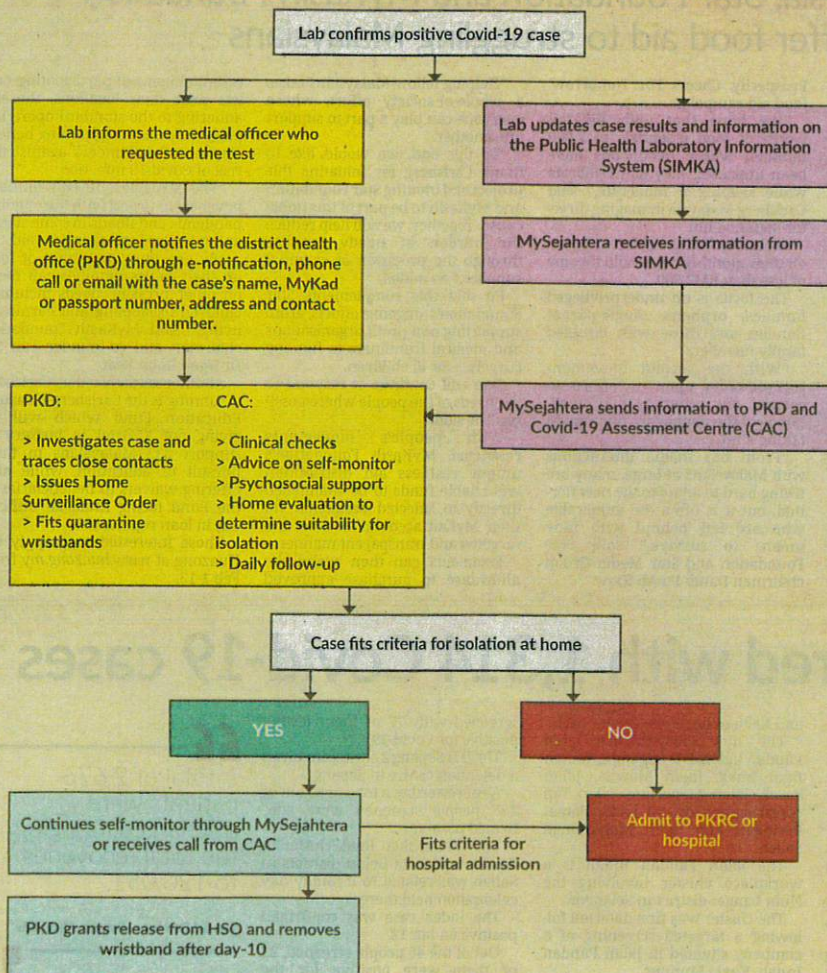 Lab confirms positive Covid-19 case
Lab informs the medical officer who
requested the test
Lab updates case results and information on
the Public Health Laboratory Information
System (SIMKA)
Medical officer notifies the district health
office (PKD) through e-notification, phone
call or email with the case's name, MyKad
or passport number, address and contact
number.
MySejahtera receives information from
SIMKA
PKD:
> Investigates case and
traces close contacts
> Issues Home
Surveillance Order
> Fits quarantine
wristbands
CAC:
> Clinical checks
> Advice on self-monitor
> Psychosocial support
> Home evaluation to
determine suitability for
isolation
> Daily follow-up
MySejahtera sends information to PKD and
Covid-19 Assessment Centre (CAC)
Case fits criteria for isolation at home
YES
NO
Continues self-monitor through MySejahtera
or receives call from CAC
Fits criteria for
hospital admission
Admit to PKRC or
hospital
PKD grants release from HSO and removes
wristband after day-10